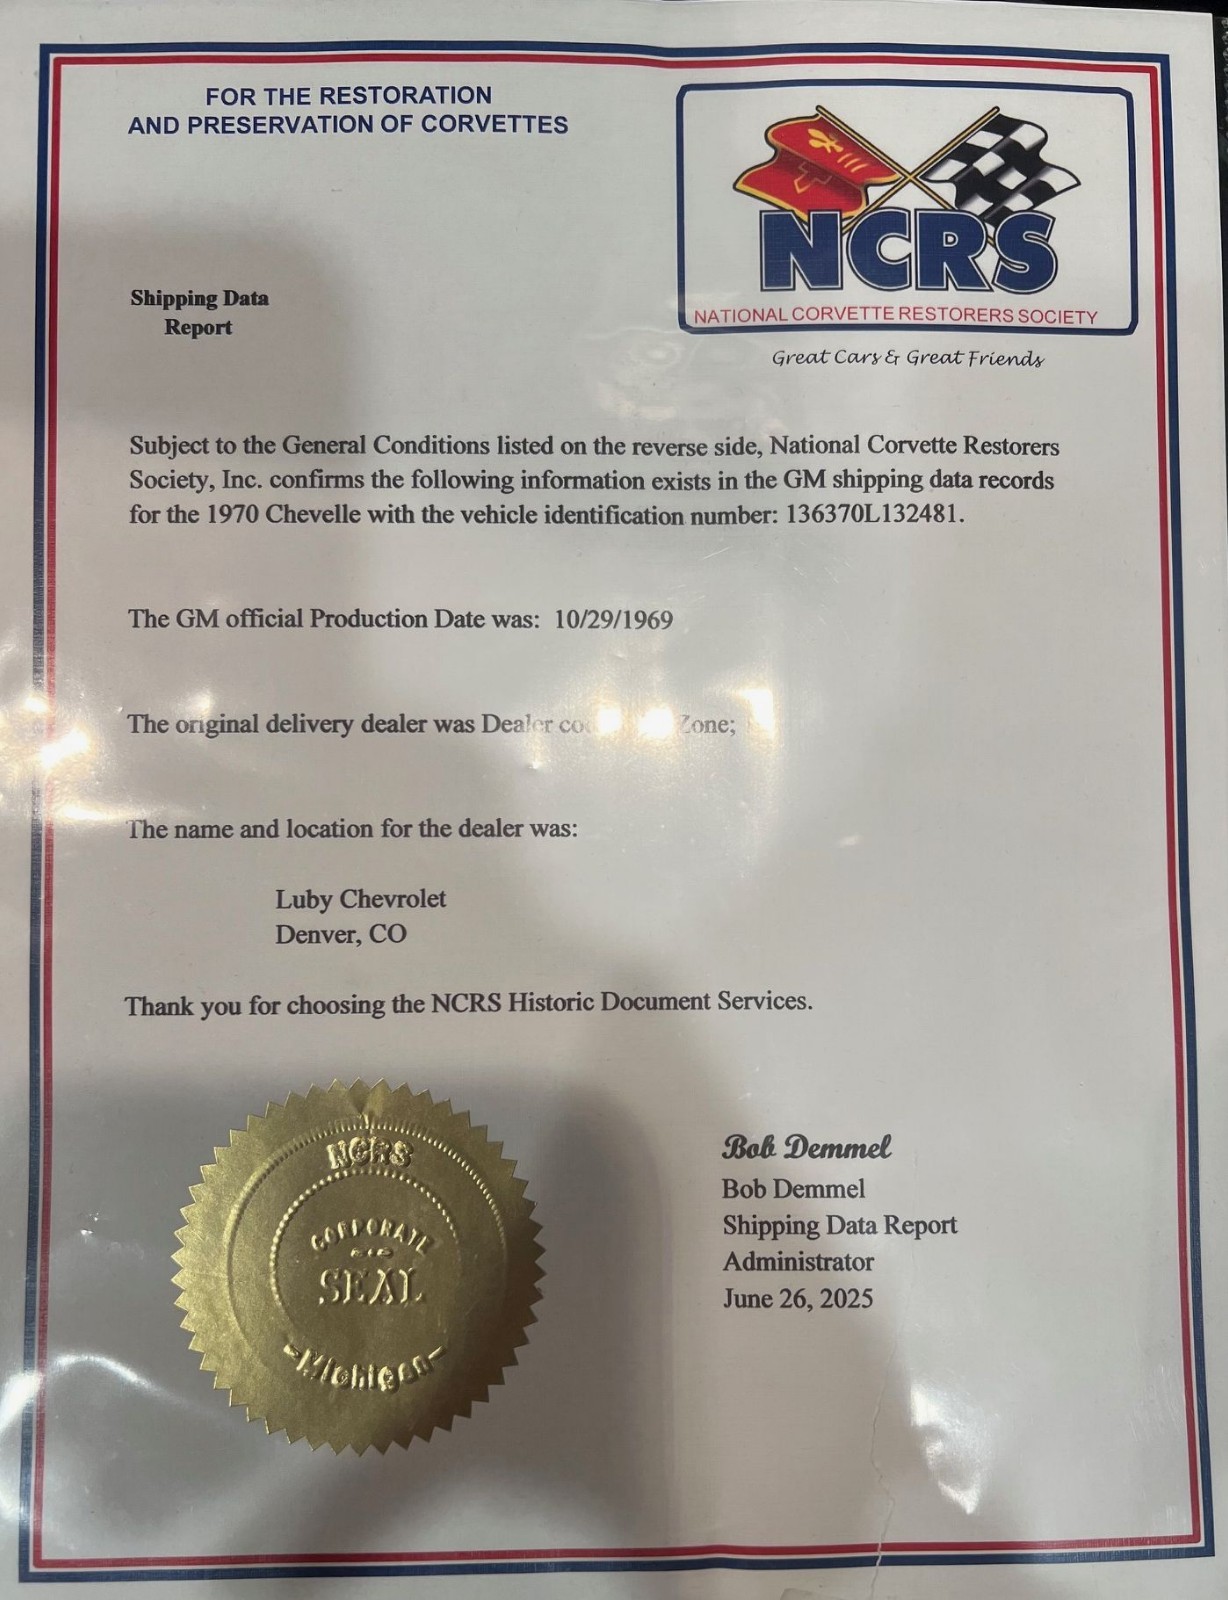 FOR THE RESTORATION
AND PRESERVATION OF CORVETTES
NCRS
NATIONAL CORVETTE RESTORERS SOCIETY
Great Cars & Great Friends
Shipping Data
Report
Subject to the General Conditions listed on the reverse side, National Corvette Restorers
Society, Inc. confirms the following information exists in the GM shipping data records
for the 1970 Chevelle with the vehicle identification number: 136370L132481.
The GM official Production Date was: 10/29/1969
The original delivery dealer was Dealer Zone;
The name and location for the dealer was:
Luby Chevrolet
Denver, CO
Thank you for choosing the NCRS Historic Document Services.
NCRS
CORPORATE
SEAL
-Michigan-
Bob Demmel
Bob Demmel
Shipping Data Report
Administrator
June 26, 2025